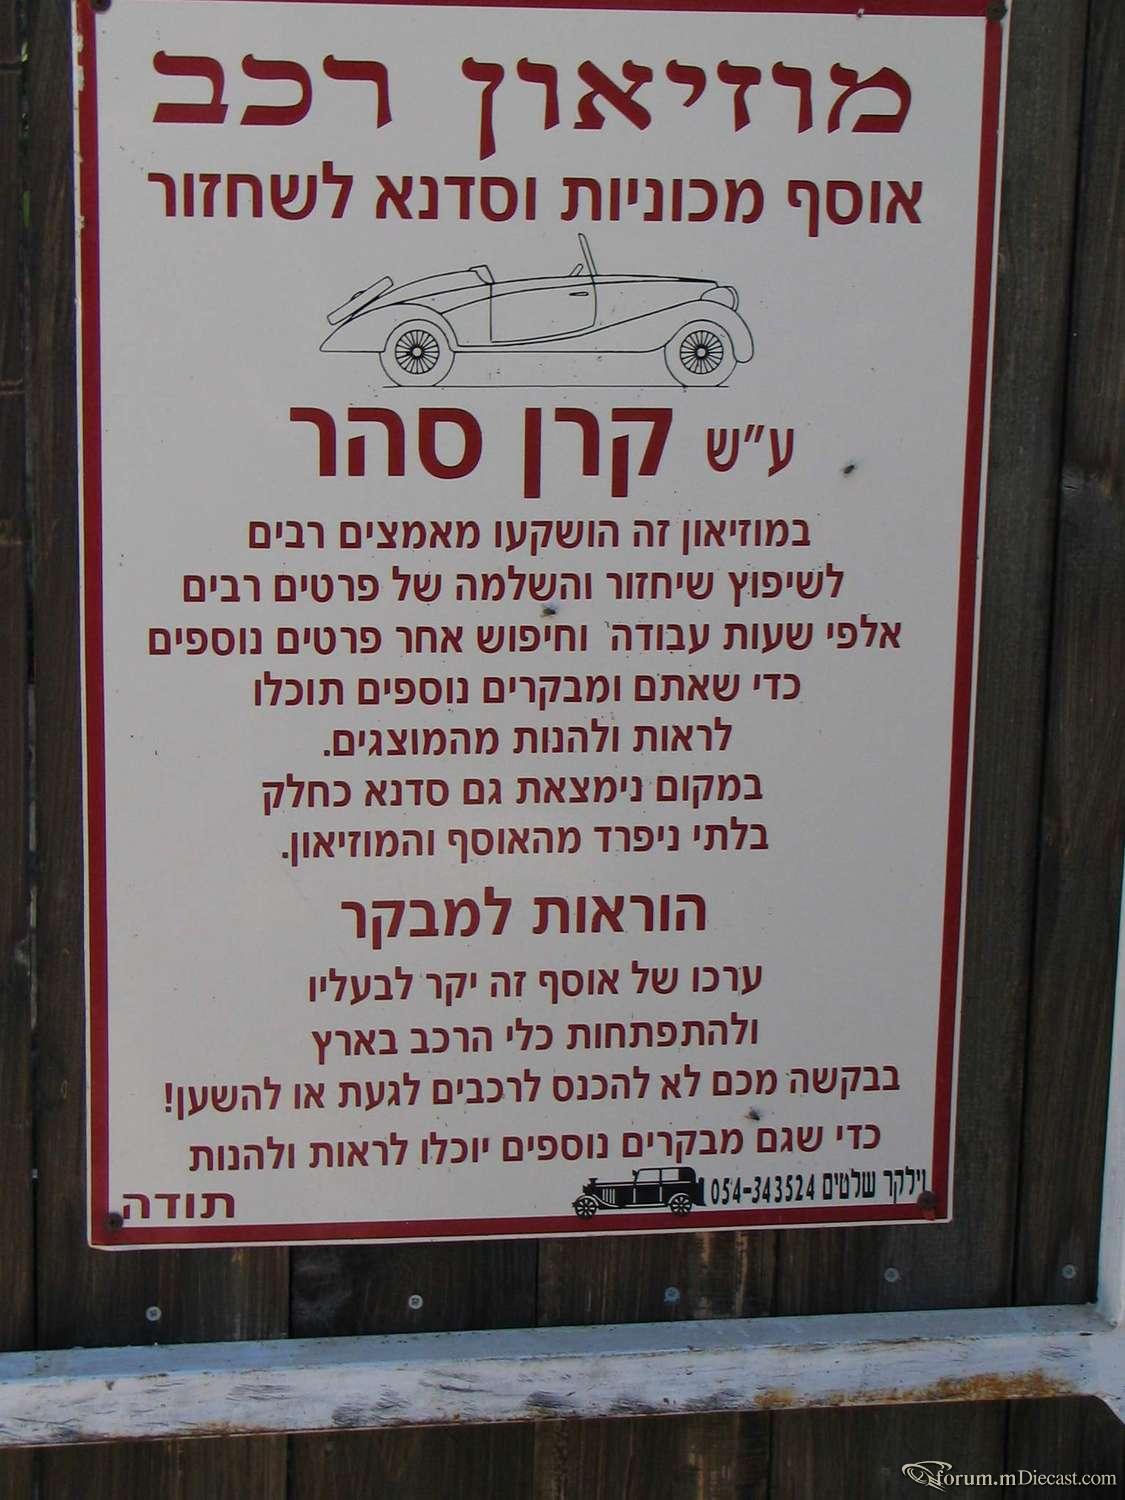 מוזיאון רכב
אוסף מכוניות וסדנא לשחזור
ע״ש קרן סהר
במוזיאון זה הושקעו מאמצים רבים
לשיפוץ שיחזור והשלמה של פרטים רבים
אלפי שעות עבודה וחיפוש אחר פרטים נוספים
כדי שאתם ומבקרים נוספים תוכלו
לראות ולהנות מהמוצגים.
במקום נימצאת גם סדנא כחלק
בלתי ניפרד מהאוסף והמוזיאון.
הוראות למבקר
ערכו של אוסף זה יקר לבעליו
ולהתפתחות כלי הרכב בארץ
בבקשה מכם לא להכנס לרכבים לגעת או להשען!
כדי שגם מבקרים נוספים יוכלו לראות ולהנות
וילקר שלטים 054-343524
תודה
forum.mDiecast.com